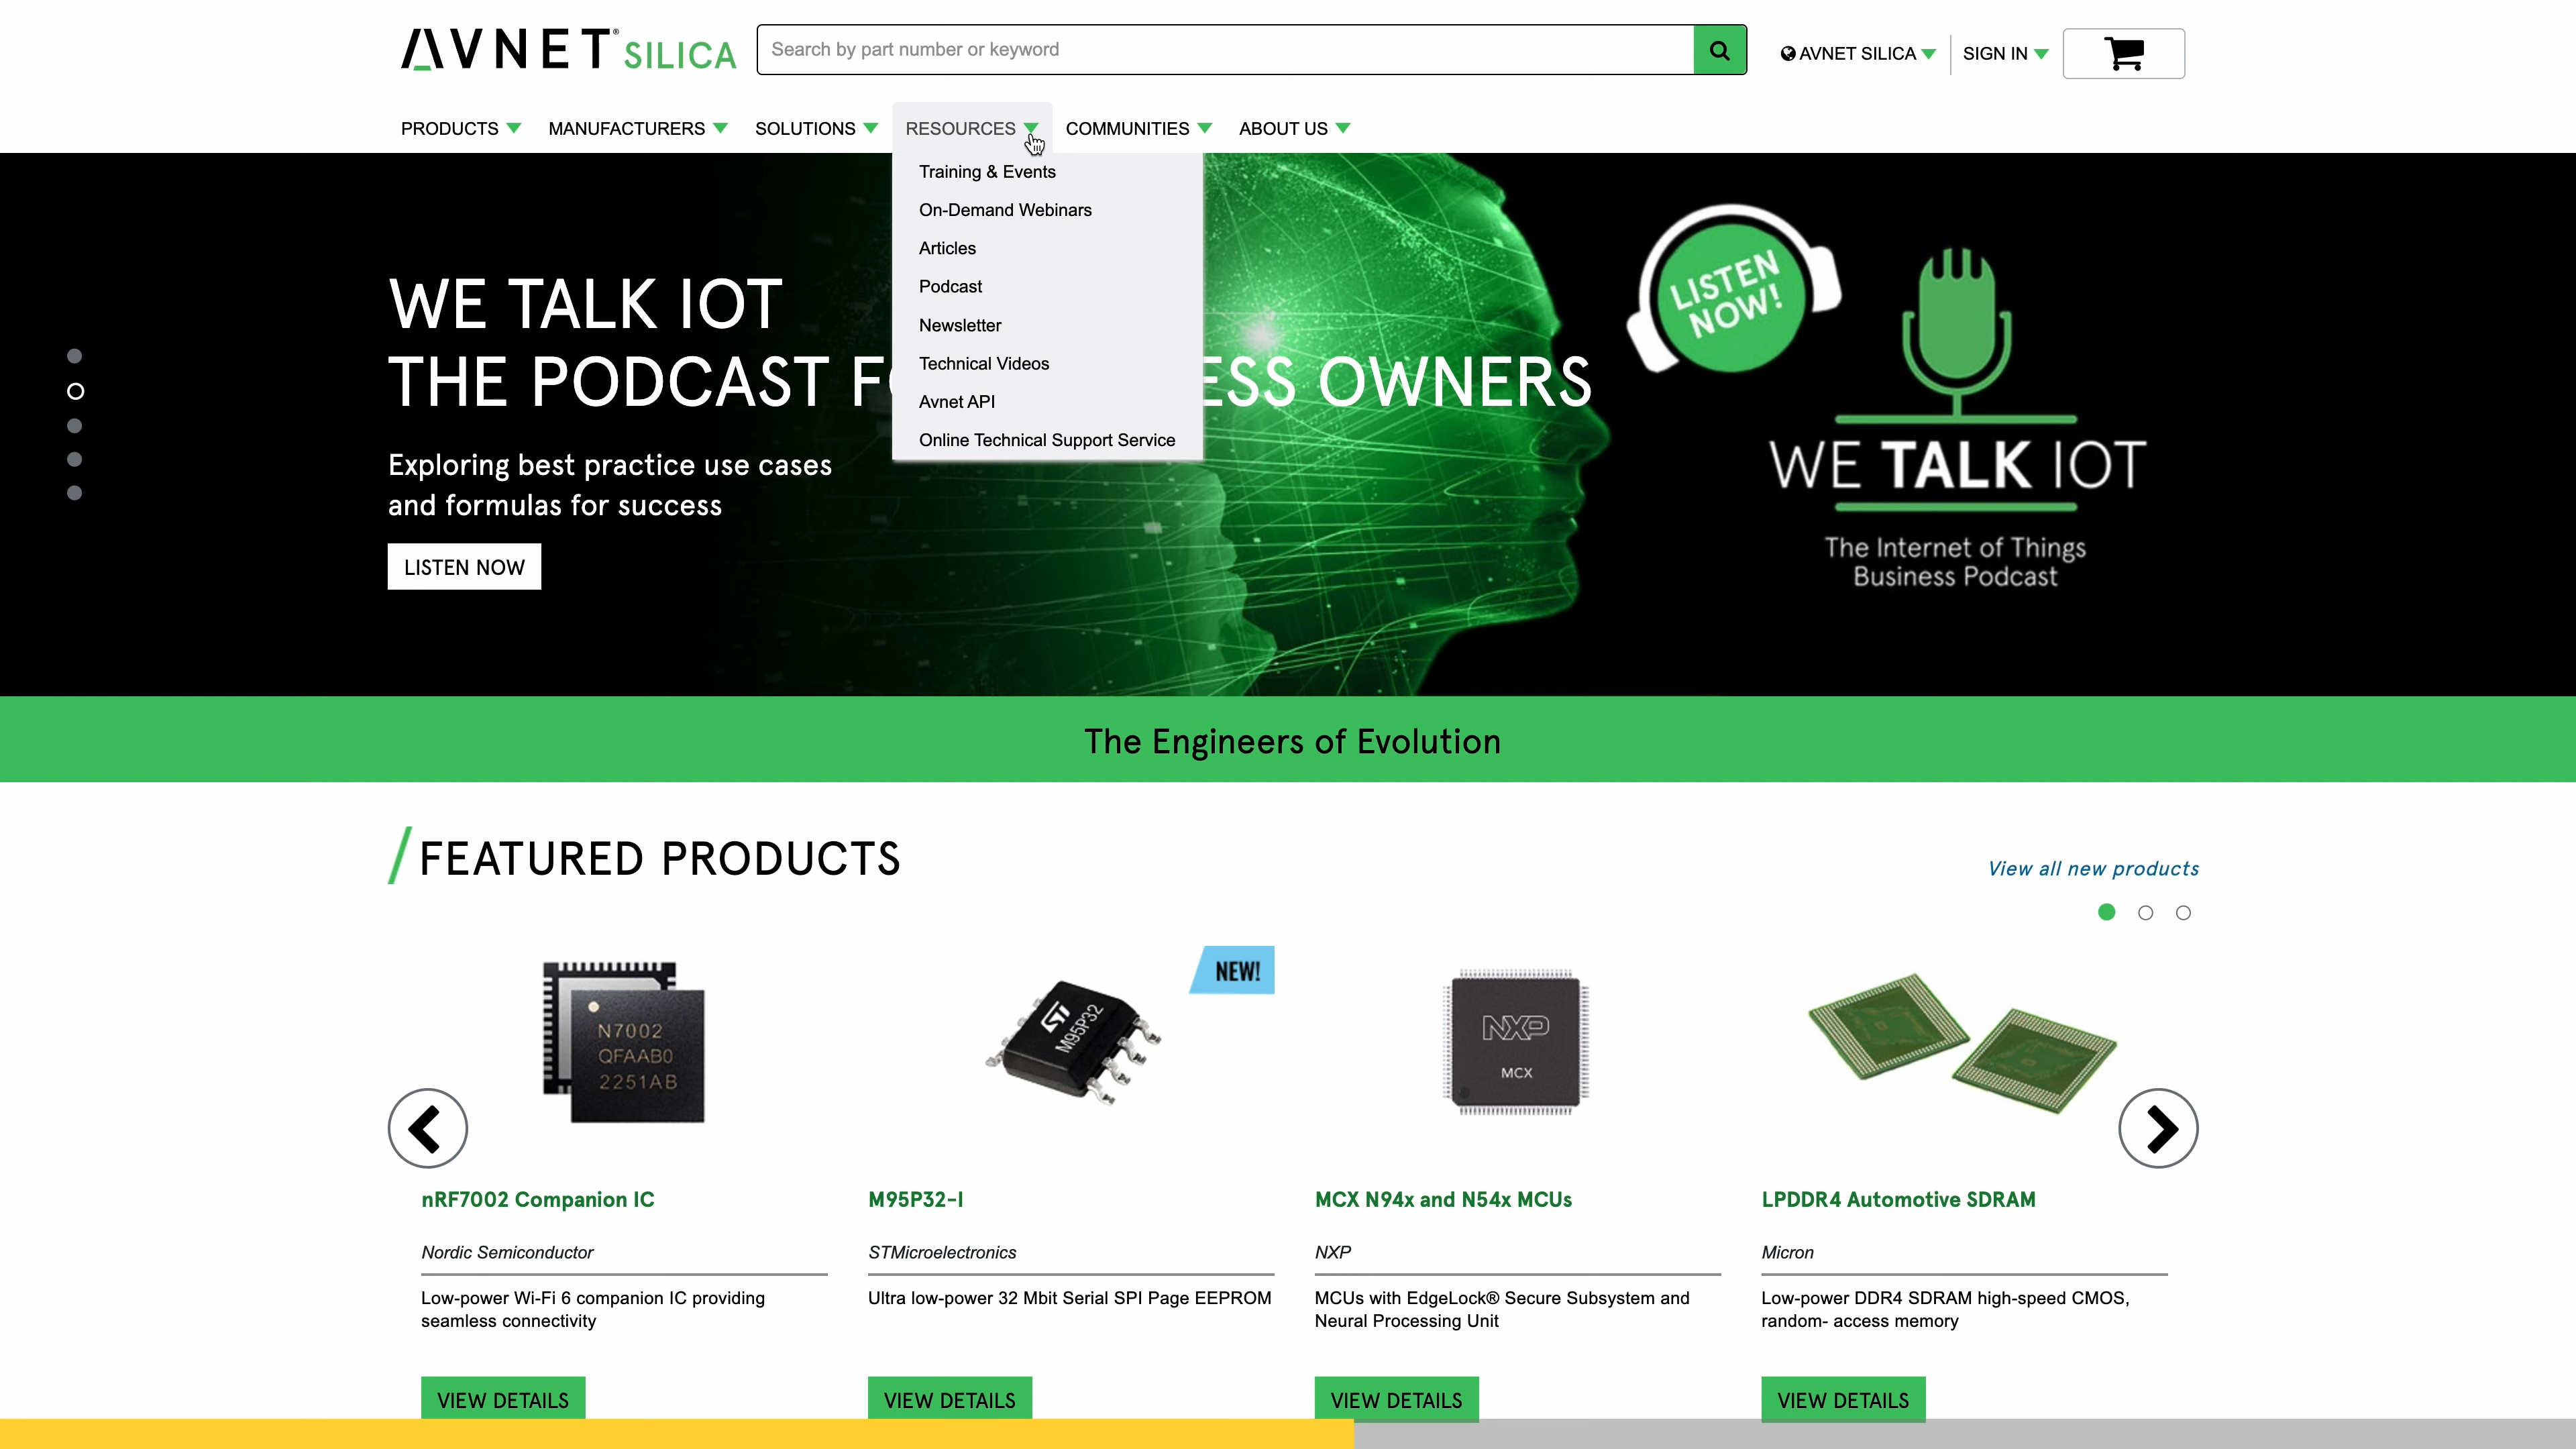 AVNET® SILICA
Search by part number or keyword
AVNET SILICA
SIGN IN
PRODUCTS
MANUFACTURERS
SOLUTIONS
RESOURCES
COMMUNITIES
ABOUT US
Training & Events
On-Demand Webinars
Articles
Podcast
Newsletter
Technical Videos
Avnet API
Online Technical Support Service
WE TALK IOT
THE PODCAST
OWNERS
Exploring best practice use cases
and formulas for success
LISTEN NOW
LISTEN
NOW!
WE TALK IOT
The Internet of Things
Business Podcast
The Engineers of Evolution
FEATURED PRODUCTS
View all new products
N7002
QFAAB0
2251AB
NEW!
ST
M95P32
NXP
MCX
nRF7002 Companion IC
Nordic Semiconductor
Low-power Wi-Fi 6 companion IC providing
seamless connectivity
VIEW DETAILS
M95P32-I
STMicroelectronics
Ultra low-power 32 Mbit Serial SPI Page EEPROM
VIEW DETAILS
MCX N94x and N54x MCUs
NXP
MCUs with EdgeLock® Secure Subsystem and
Neural Processing Unit
VIEW DETAILS
LPDDR4 Automotive SDRAM
Micron
Low-power DDR4 SDRAM high-speed CMOS,
random- access memory
VIEW DETAILS